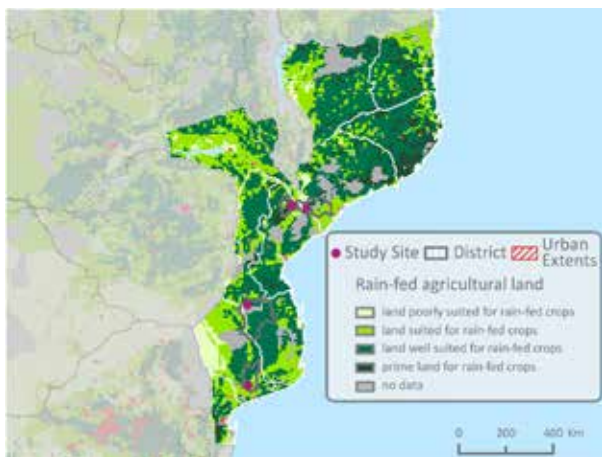 Study Site District Urban
Extents
Rain-fed agricultural land
land poorly suited for rain-fed crops
land suited for rain-fed crops
land well suited for rain-fed crops
prime land for rain-fed crops
no data
0 200 400 Km